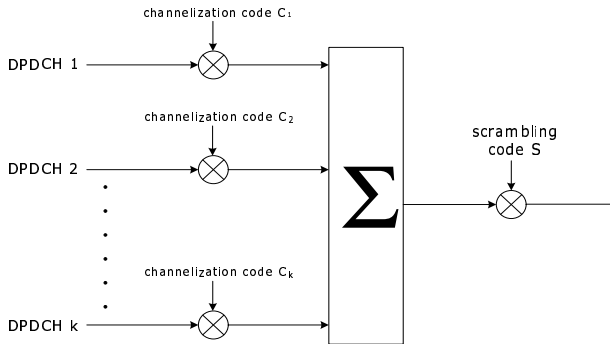 channelization code C₁
DPDCH 1
channelization code C₂
scrambling
code S
DPDCH 2
Σ
channelization code Cₖ
DPDCH k